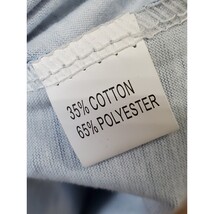 35% COTTON
65% POLYESTER